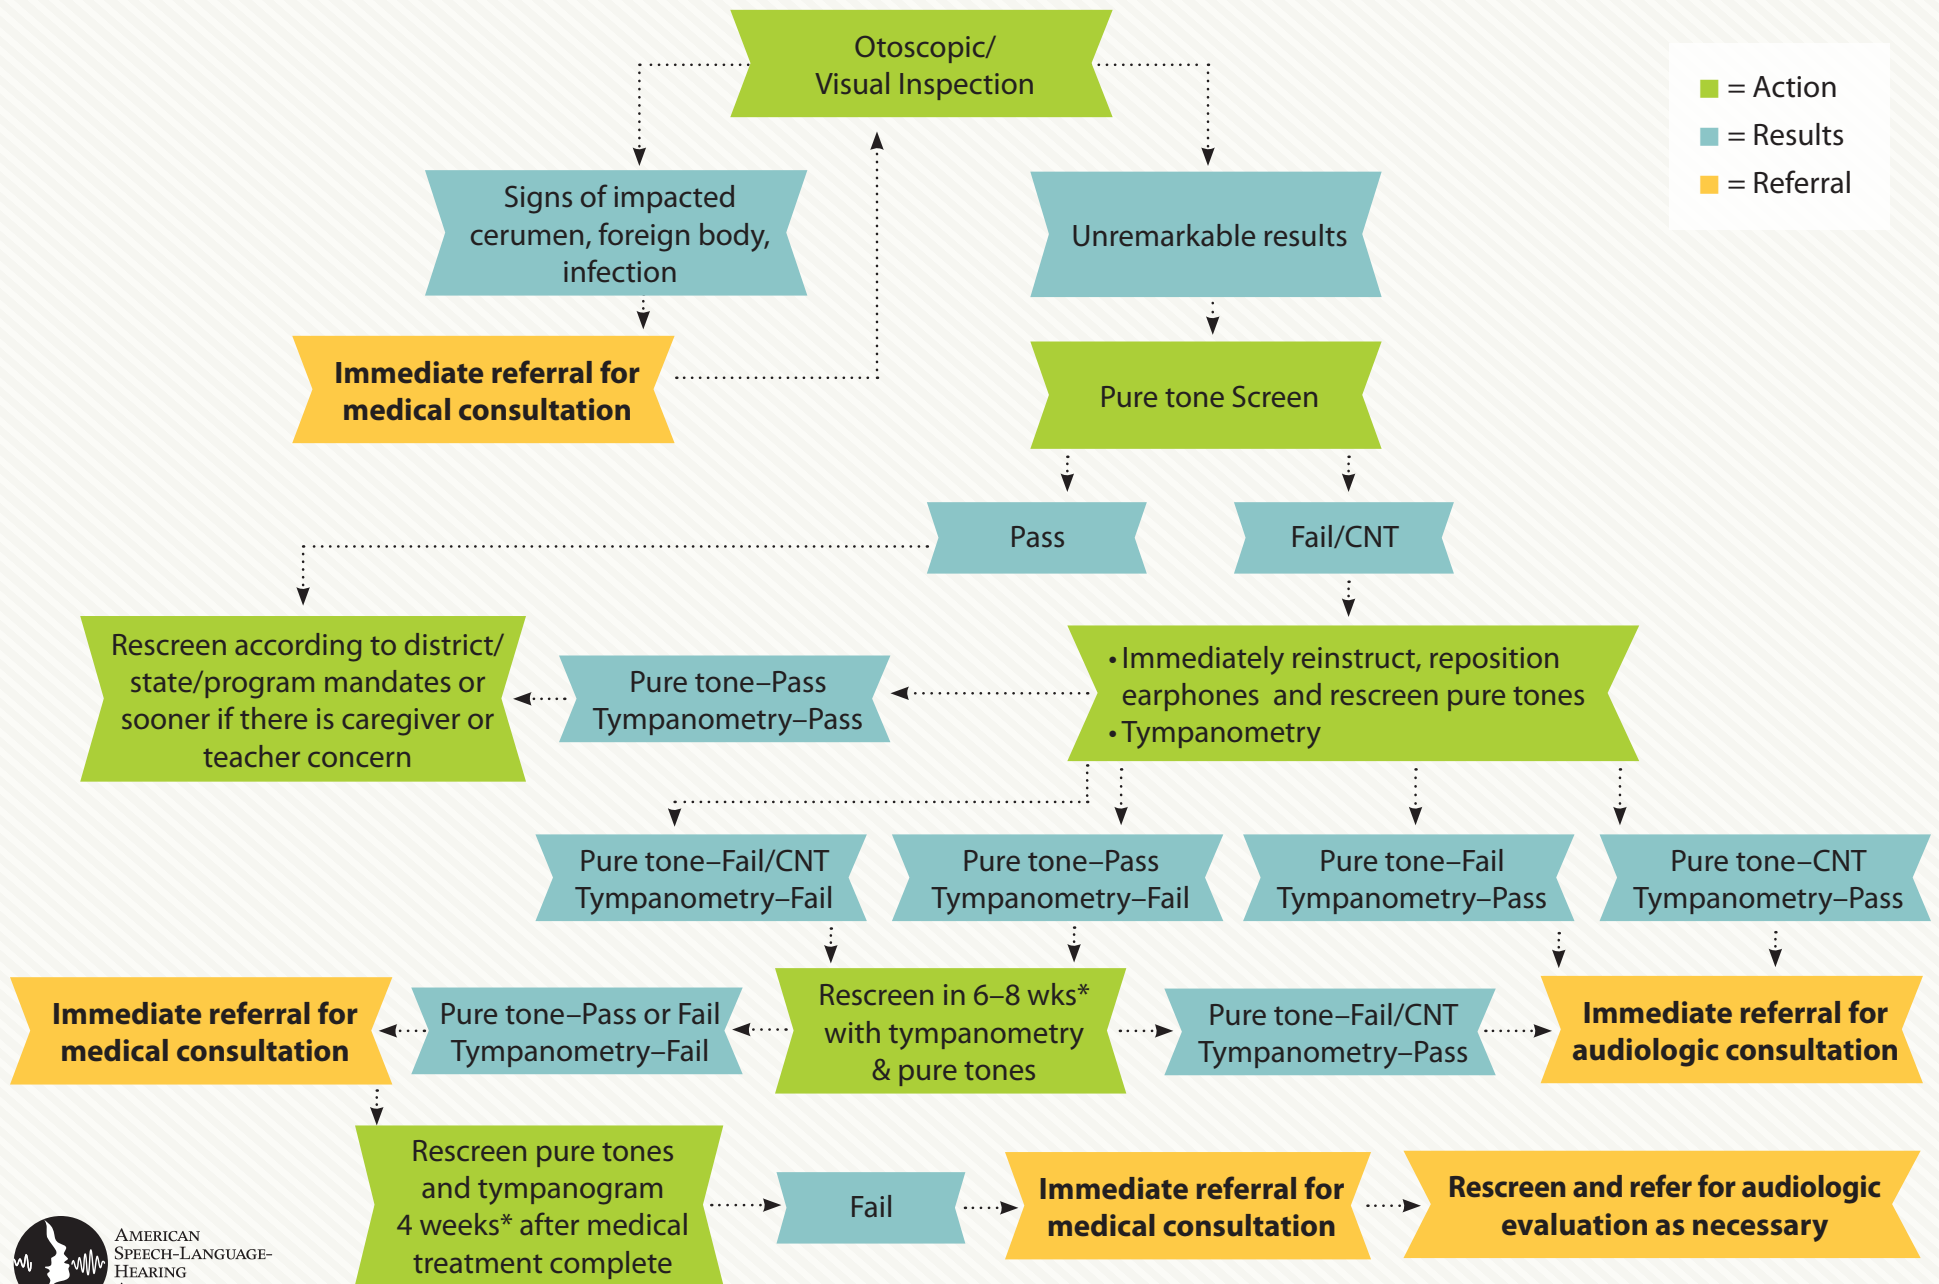 Otoscopic/
Visual Inspection
= Action
= Results
= Referral
Signs of impacted
cerumen, foreign body,
infection
Unremarkable results
Immediate referral for
medical consultation
Pure tone Screen
Pass
Fail/CNT
Rescreen according to district/
state/program mandates or
sooner if there is caregiver or
teacher concern
Pure tone–Pass
Tympanometry–Pass
• Immediately reinstruct, reposition
earphones and rescreen pure tones
• Tympanometry
Pure tone–Fail/CNT
Tympanometry–Fail
Pure tone–Pass
Tympanometry–Fail
Pure tone–Fail
Tympanometry–Pass
Pure tone–CNT
Tympanometry–Pass
Immediate referral for
medical consultation
Pure tone–Pass or Fail
Tympanometry–Fail
Rescreen in 6–8 wks*
with tympanometry
& pure tones
Pure tone–Fail/CNT
Tympanometry–Pass
Immediate referral for
audiologic consultation
Rescreen pure tones
and tympanogram
4 weeks* after medical
treatment complete
Fail
Immediate referral for
medical consultation
Rescreen and refer for audiologic
evaluation as necessary
AMERICAN
SPEECH-LANGUAGE-
HEARING